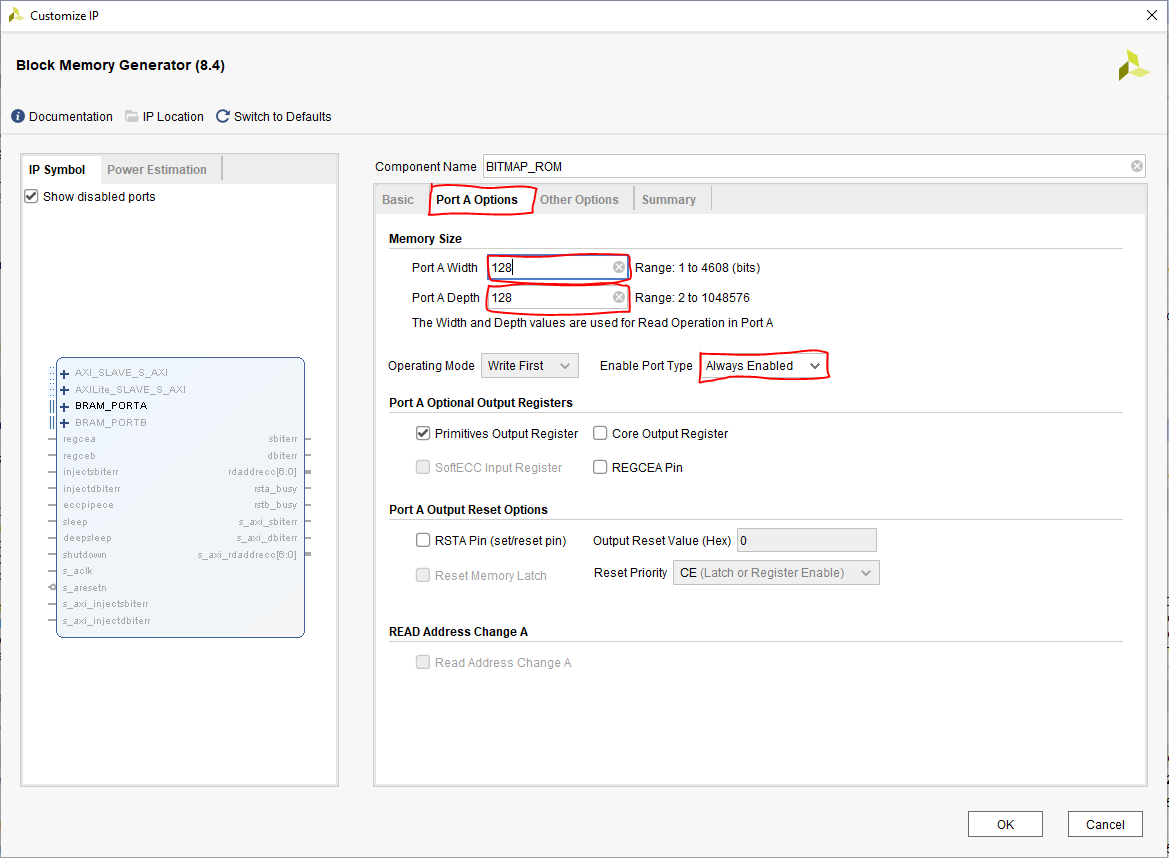 Customize IP
Block Memory Generator (8.4)
Documentation IP Location Switch to Defaults
IP Symbol Power Estimation
Show disabled ports
AXI_SLAVE_S_AXI
AXILite_SLAVE_S_AXI
BRAM_PORTA
BRAM_PORTB
regcea sbiterr
regceb dbiterr
injectsbiterr rdaddrecc[6:0]
injectdbiterr rsta_busy
eccpipece rstb_busy
sleep s_axi_sbiterr
deepsleep s_axi_dbiterr
shutdown s_axi_rdaddrecc[6:0]
s_aclk
s_aresetn
s_axi_injectsbiterr
s_axi_injectdbiterr
Component Name BITMAP_ROM
Basic Port A Options Other Options Summary
Memory Size
Port A Width 128 Range: 1 to 4608 (bits)
Port A Depth 128 Range: 2 to 1048576
The Width and Depth values are used for Read Operation in Port A
Operating Mode Write First Enable Port Type Always Enabled
Port A Optional Output Registers
Primitives Output Register Core Output Register
SoftECC Input Register REGCEA Pin
Port A Output Reset Options
RSTA Pin (set/reset pin) Output Reset Value (Hex) 0
Reset Memory Latch Reset Priority CE (Latch or Register Enable)
READ Address Change A
Read Address Change A
OK Cancel